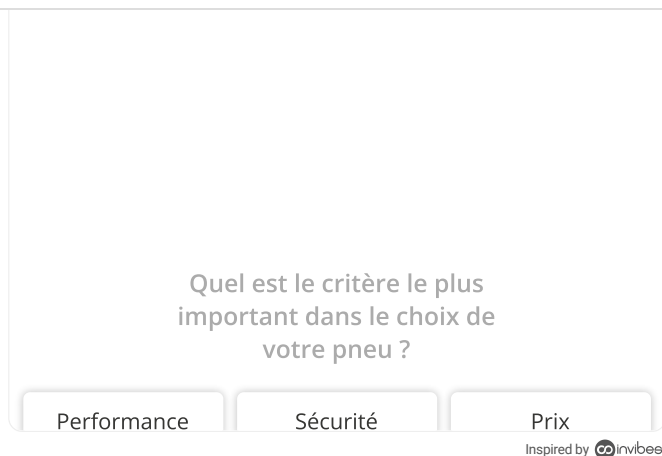 Quel est le critère le plus
important dans le choix de
votre pneu ?
Performance Sécurité Prix
Inspired by invibes